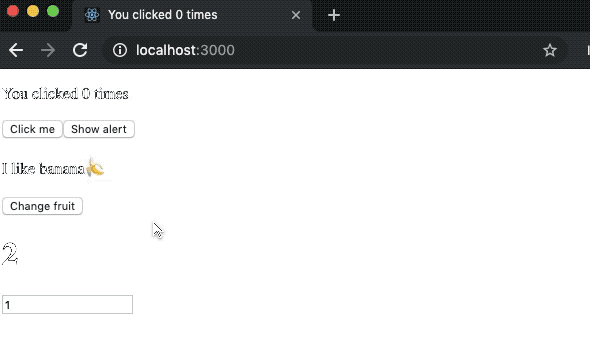 You clicked 0 times
localhost:3000
You clicked 0 times
Click me Show alert
I like banana🍌
Change fruit
2
1